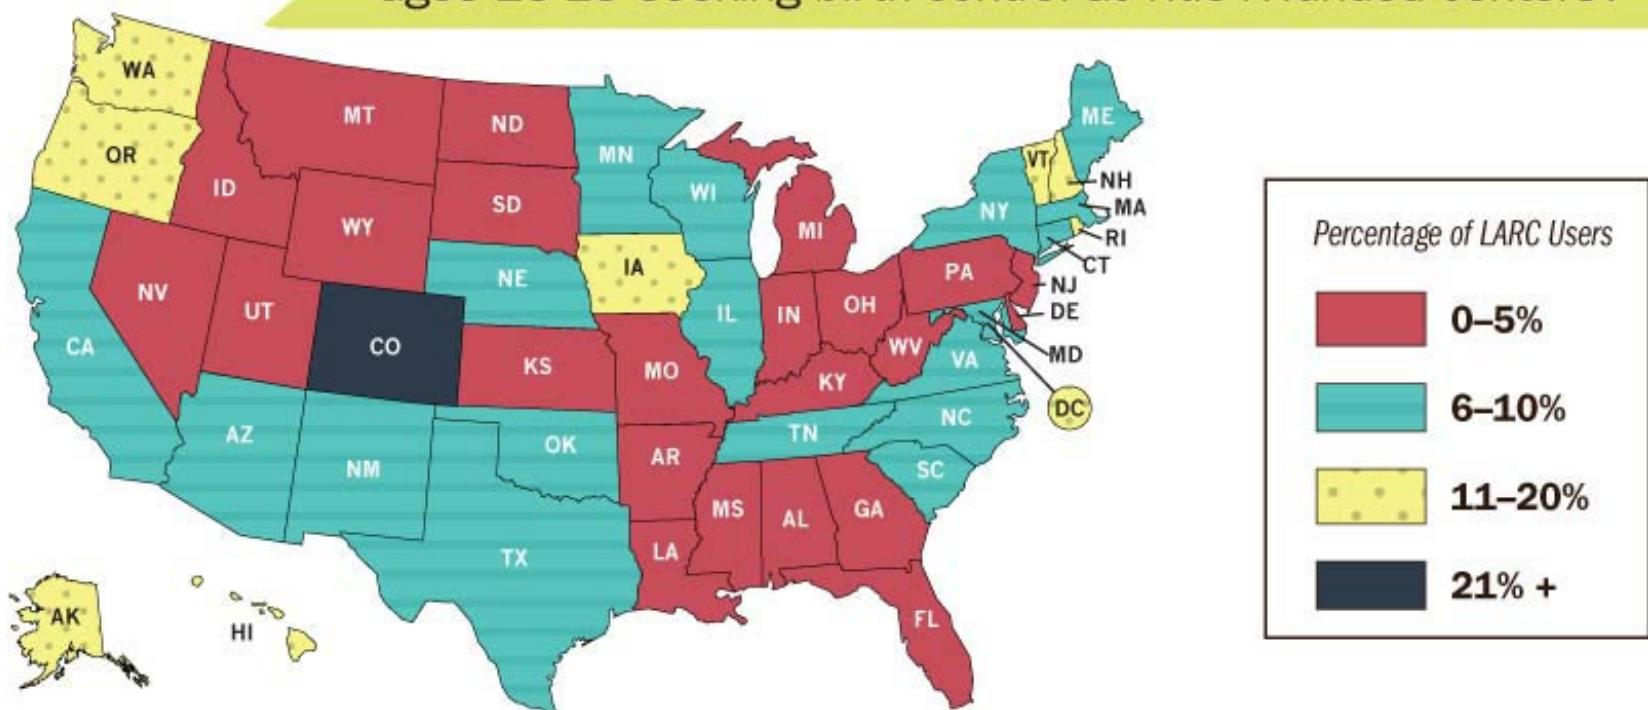 WA
MT
ND
MN
ME
OR
ID
SD
WI
VT
NH
NY
MA
WY
MI
RI
CT
IA
PA
NE
NV
NJ
UT
OH
DE
IL
IN
CO
WV
MD
CA
VA
KS
MO
KY
DC
NC
AZ
OK
TN
NM
AR
SC
MS
AL
GA
LA
TX
AK
HI
FL
Percentage of LARC Users
0–5%
6–10%
11–20%
21% +